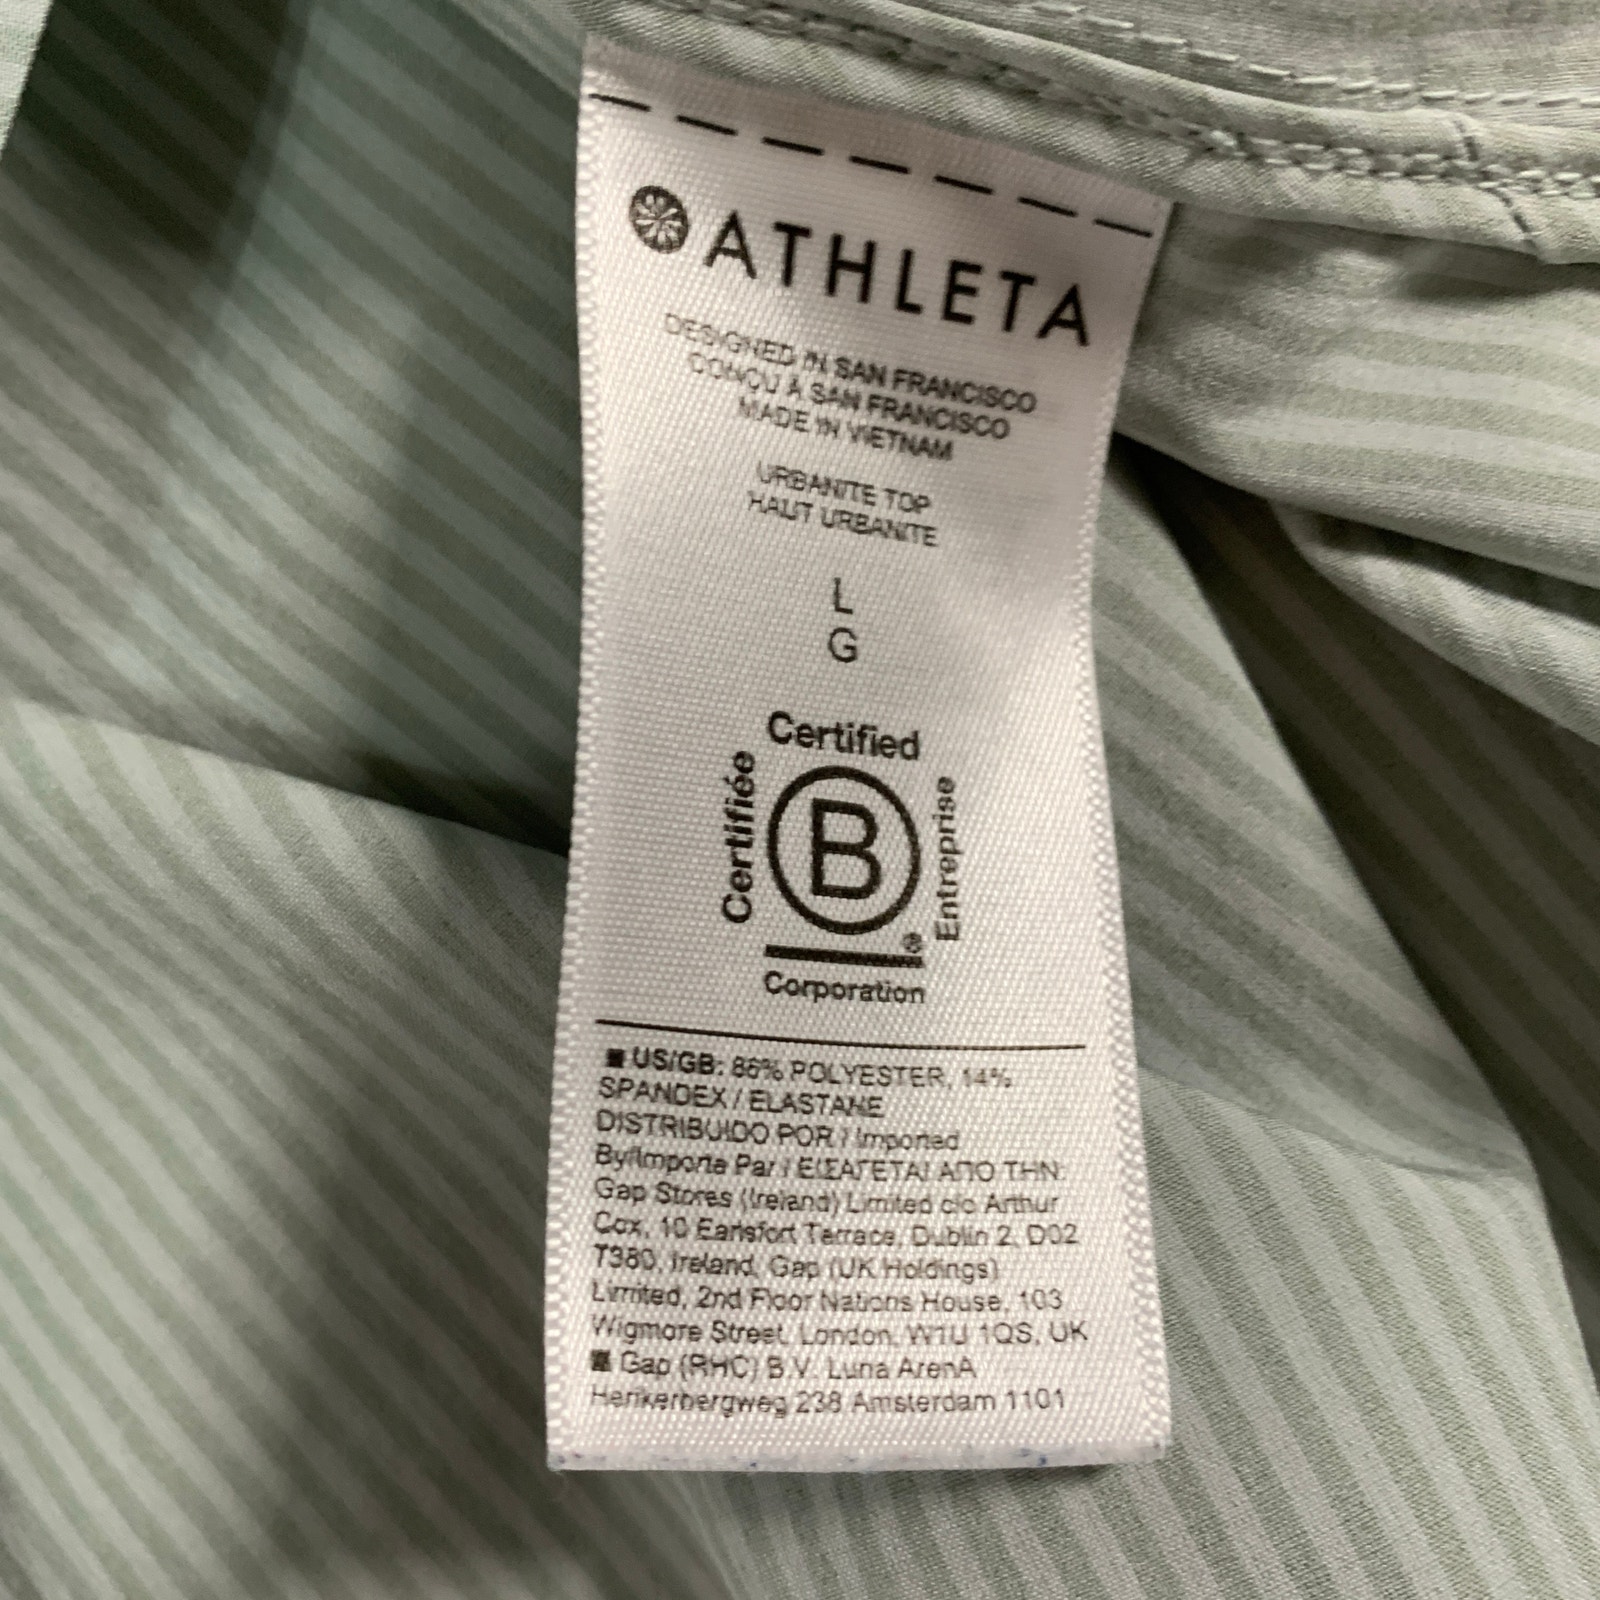 ATHLETA
DESIGNED IN SAN FRANCISCO
CONÇU À SAN FRANCISCO
MADE IN VIETNAM
URBANITE TOP
HAUT URBANITE
L
G
Certified
Certifiée
B
Entreprise
®
Corporation
US/GB: 86% POLYESTER, 14%
SPANDEX / ELASTANE
DISTRIBUIDO POR / Imported
By/Importe Par / ΕΙΣΑΓΕΤΑΙ ΑΠΟ ΤΗΝ:
Gap Stores (Ireland) Limited c/o Arthur
Cox, 10 Earlsfort Terrace, Dublin 2, D02
T380, Ireland, Gap (UK Holdings)
Limited, 2nd Floor Nations House, 103
Wigmore Street, London, W1U 1QS, UK
Gap (RHC) B.V. Luna ArenA
Herikerbergweg 238 Amsterdam 1101